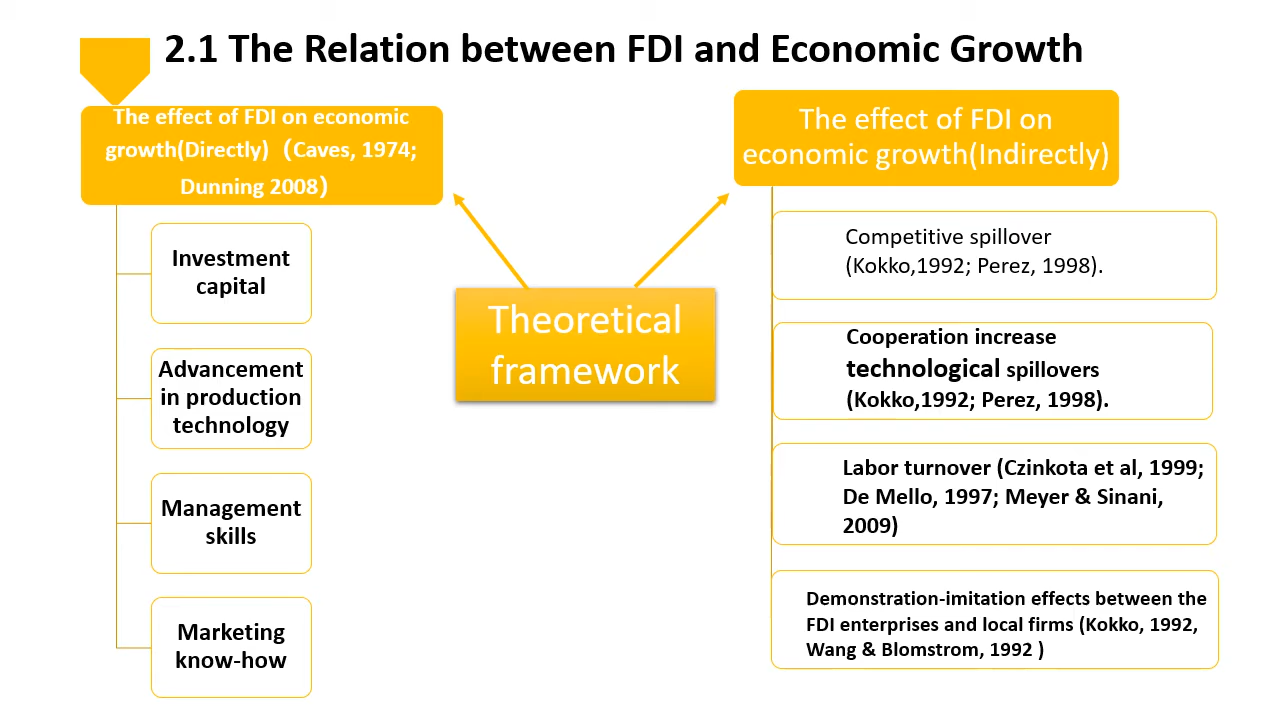 2.1 The Relation between FDI and Economic Growth
The effect of FDI on economic
growth(Directly)（Caves, 1974;
Dunning 2008）
Investment
capital
Advancement
in production
technology
Management
skills
Marketing
know-how
Theoretical
framework
The effect of FDI on
economic growth(Indirectly)
Competitive spillover
(Kokko,1992; Perez, 1998).
Cooperation increase
technological spillovers
(Kokko,1992; Perez, 1998).
Labor turnover (Czinkota et al, 1999;
De Mello, 1997; Meyer & Sinani,
2009)
Demonstration-imitation effects between the
FDI enterprises and local firms (Kokko, 1992,
Wang & Blomstrom, 1992 )